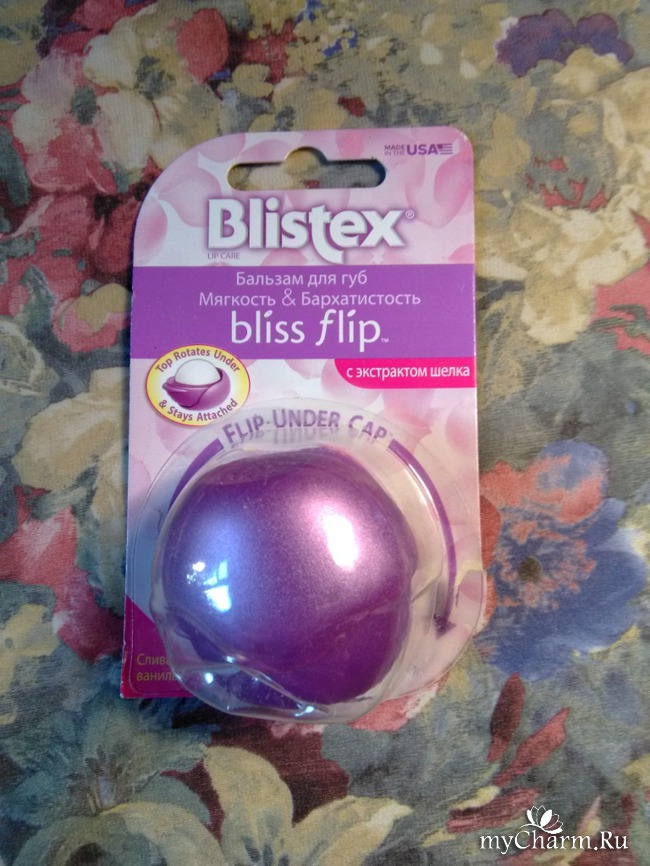 MADE
IN THE USA
Blistex®
LIP CARE
Бальзам для губ
Мягкость & Бархатистость
bliss flip™
с экстрактом шелка
Top Rotates Under
& Stays Attached
FLIP-UNDER CAP
myCharm.Ru